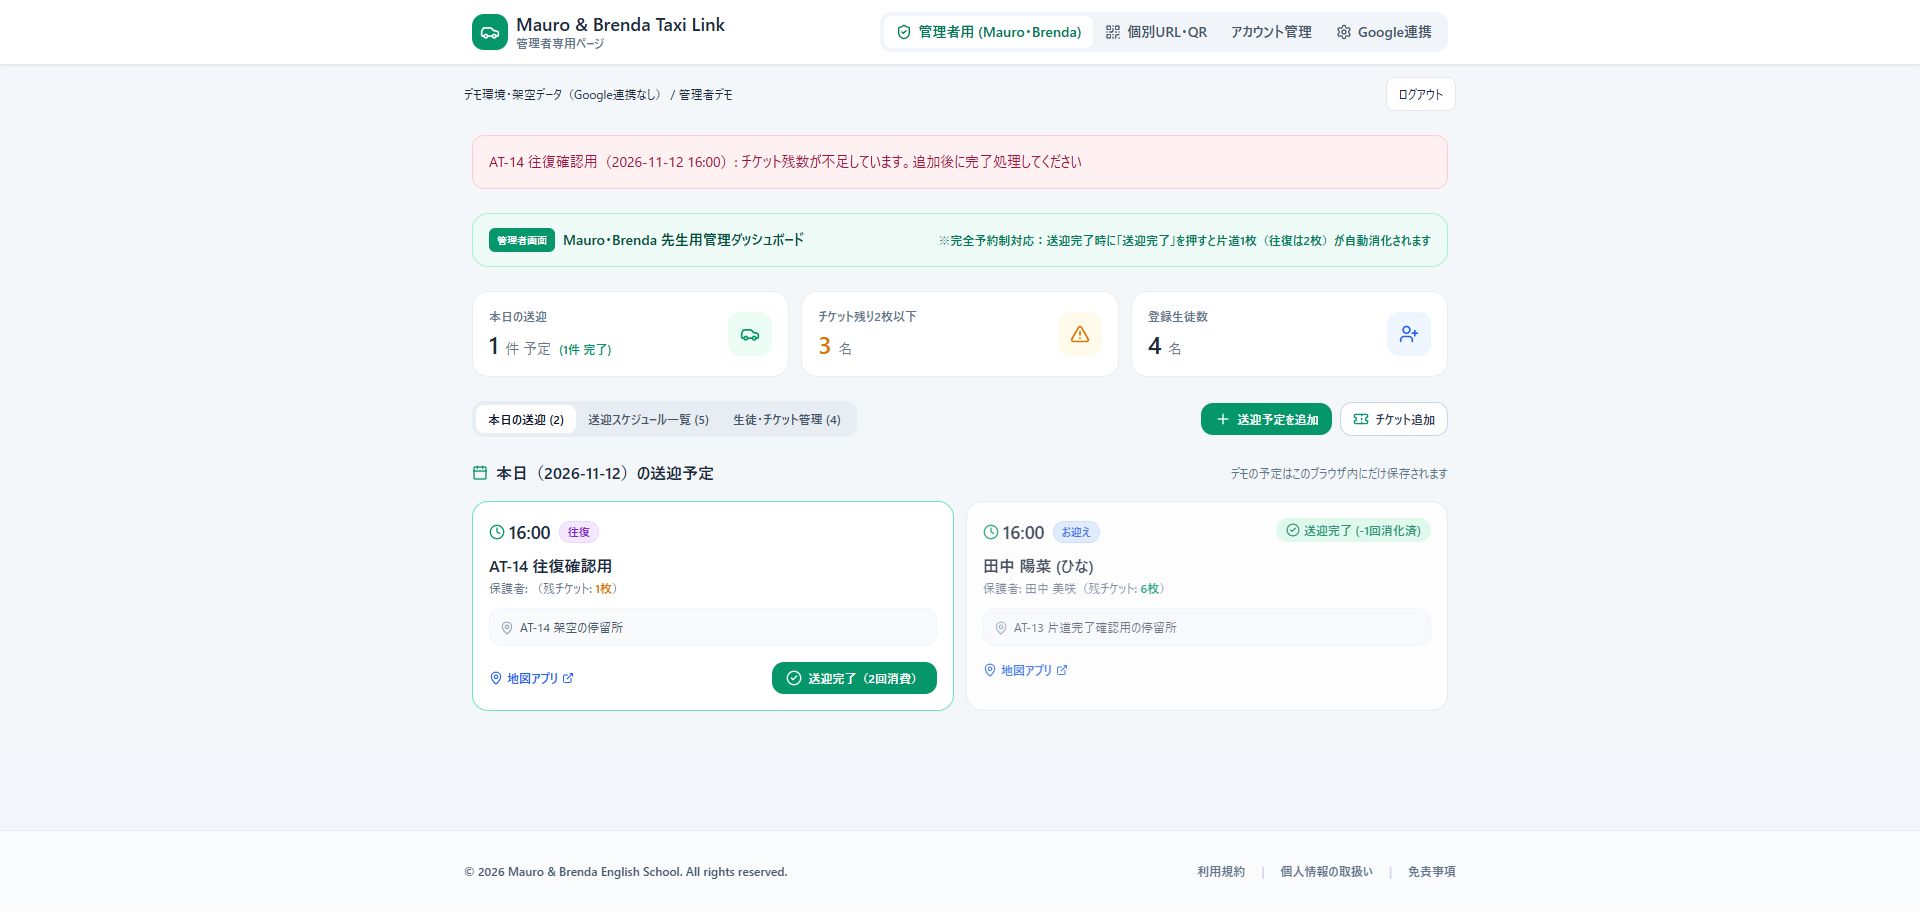 Mauro & Brenda Taxi Link
管理者専用ページ
管理者用 (Mauro・Brenda)
個別URL・QR
アカウント管理
Google連携
デモ環境・架空データ（Google連携なし） / 管理者デモ
ログアウト
AT-14 往復確認用（2026-11-12 16:00）: チケット残数が不足しています。追加後に完了処理してください
管理者画面 Mauro・Brenda 先生用管理ダッシュボード
※完全予約制対応：送迎完了時に「送迎完了」を押すと片道1枚（往復は2枚）が自動消化されます
本日の送迎
1 件 予定 (1件 完了)
チケット残り2枚以下
3 名
登録生徒数
4 名
本日の送迎 (2)
送迎スケジュール一覧 (5)
生徒・チケット管理 (4)
送迎予定を追加
チケット追加
本日（2026-11-12）の送迎予定
デモの予定はこのブラウザ内にだけ保存されます
16:00 往復
AT-14 往復確認用
保護者: （残チケット: 1枚）
AT-14 架空の停留所
地図アプリ
送迎完了（2回消費）
16:00 お迎え
送迎完了 (-1回消化済)
田中 陽菜 (ひな)
保護者: 田中 美咲（残チケット: 6枚）
AT-13 片道完了確認用の停留所
地図アプリ
© 2026 Mauro & Brenda English School. All rights reserved.
利用規約 | 個人情報の取扱い | 免責事項